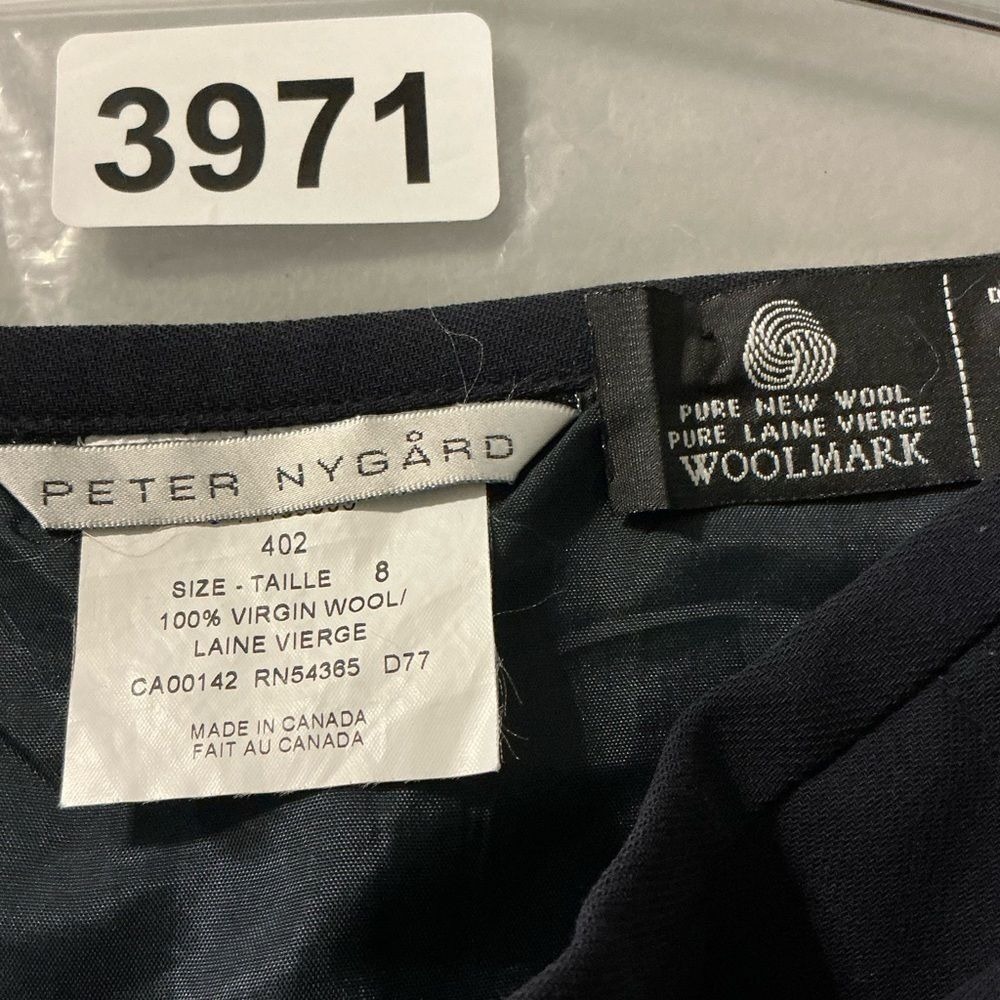 3971
PURE NEW WOOL
PURE LAINE VIERGE
WOOLMARK
PETER NYGÅRD
402
SIZE - TAILLE 8
100% VIRGIN WOOL/
LAINE VIERGE
CA00142 RN54365 D77
MADE IN CANADA
FAIT AU CANADA